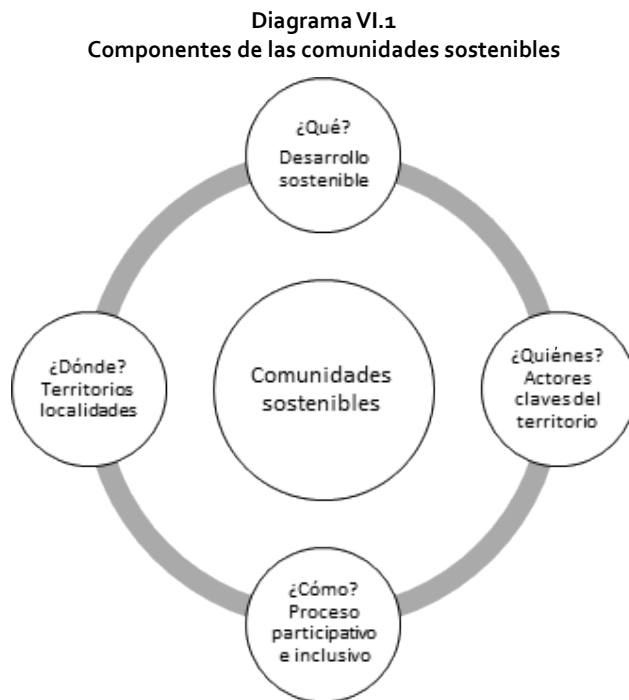 Diagrama VI.1
Componentes de las comunidades sostenibles
¿Qué?
Desarrollo
sostenible
¿Dónde?
Territorios
localidades
Comunidades
sostenibles
¿Quiénes?
Actores
claves del
territorio
¿Cómo?
Proceso
participativo
e inclusivo